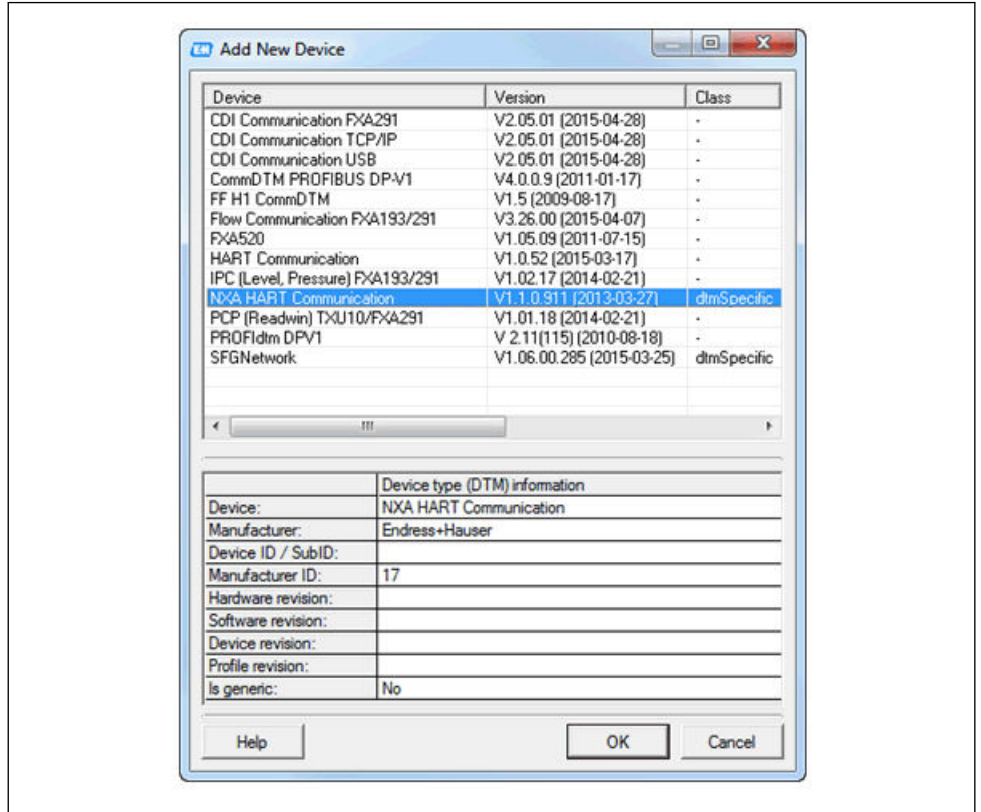 Add New Device
Device Version Class
CDI Communication FXA291 V2.05.01 (2015-04-28) -
CDI Communication TCP/IP V2.05.01 (2015-04-28) -
CDI Communication USB V2.05.01 (2015-04-28) -
CommDTM PROFIBUS DP-V1 V4.0.0.9 (2011-01-17) -
FF H1 CommDTM V1.5 (2009-08-17) -
Flow Communication FXA193/291 V3.26.00 (2015-04-07) -
FXA520 V1.05.09 (2011-07-15) -
HART Communication V1.0.52 (2015-03-17) -
IPC (Level, Pressure) FXA193/291 V1.02.17 (2014-02-21) -
NXA HART Communication V1.1.0.911 (2013-03-27) dtmSpecific
PCP (Readwin) TXU10/FXA291 V1.01.18 (2014-02-21) -
PROFIdtm DPV1 V 2.11(115) (2010-08-18) -
SFGNetwork V1.06.00.285 (2015-03-25) dtmSpecific
Device type (DTM) information
Device: NXA HART Communication
Manufacturer: Endress+Hauser
Device ID / SubID:
Manufacturer ID: 17
Hardware revision:
Software revision:
Device revision:
Profile revision:
Is generic: No
Help OK Cancel